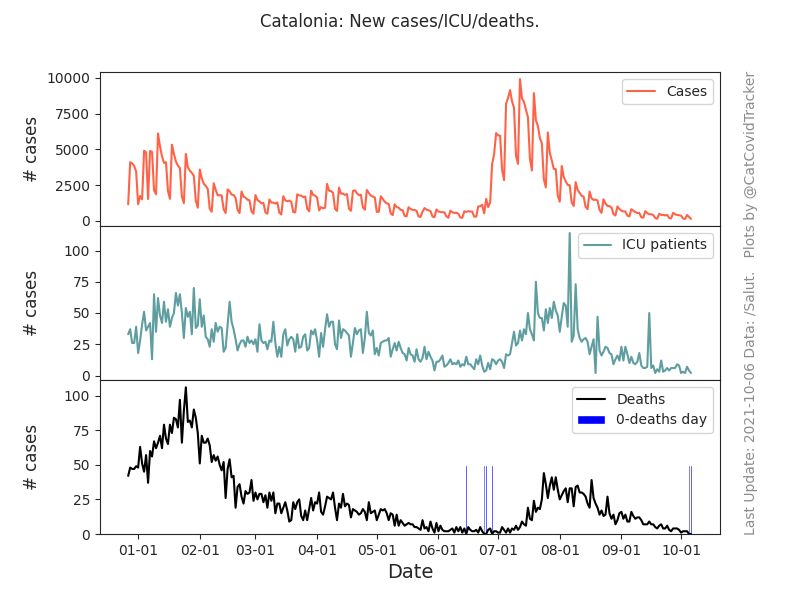 Catalonia: New cases/ICU/deaths.
10000
7500
5000
2500
0
# cases
Cases
100
75
50
25
0
# cases
ICU patients
100
75
50
25
0
# cases
Deaths
0-deaths day
01-01 02-01 03-01 04-01 05-01 06-01 07-01 08-01 09-01 10-01
Date
Last Update: 2021-10-06 Data: /Salut. Plots by @CatCovidTracker